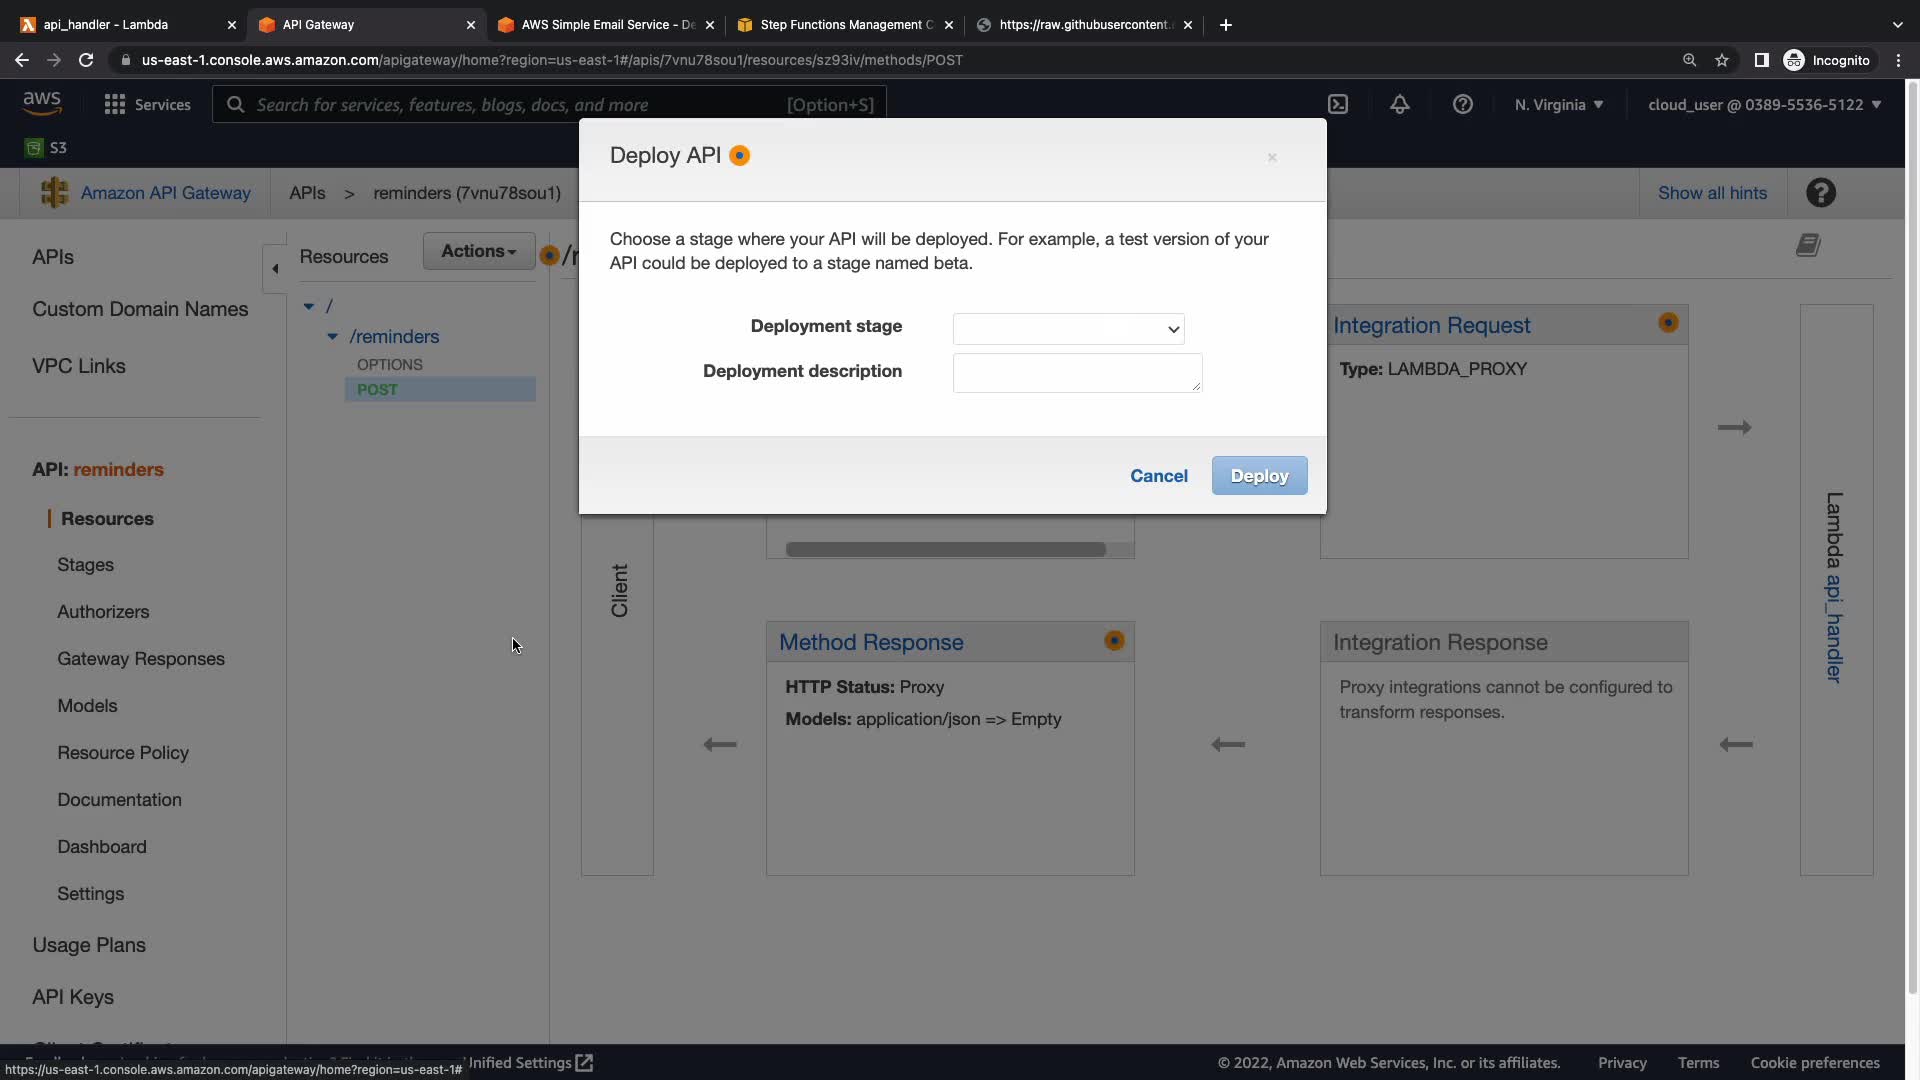 api_handler - Lambda
API Gateway
AWS Simple Email Service - De
Step Functions Management C
https://raw.githubusercontent.
us-east-1.console.aws.amazon.com/apigateway/home?region=us-east-1#/apis/7vnu78sou1/resources/sz93iv/methods/POST
Incognito
aws
Services
Search for services, features, blogs, docs, and more
[Option+S]
N. Virginia
cloud_user @ 0389-5536-5122
S3
Amazon API Gateway
APIs > reminders (7vnu78sou1)
Show all hints
Deploy API
Choose a stage where your API will be deployed. For example, a test version of your
API could be deployed to a stage named beta.
Deployment stage
Deployment description
Cancel
Deploy
APIs
Custom Domain Names
VPC Links
API: reminders
Resources
Stages
Authorizers
Gateway Responses
Models
Resource Policy
Documentation
Dashboard
Settings
Usage Plans
API Keys
Resources
Actions
/
/reminders
OPTIONS
POST
Client
Integration Request
Type: LAMBDA_PROXY
Method Response
HTTP Status: Proxy
Models: application/json => Empty
Integration Response
Proxy integrations cannot be configured to
transform responses.
Lambda api_handler
Unified Settings
https://us-east-1.console.aws.amazon.com/apigateway/home?region=us-east-1#
© 2022, Amazon Web Services, Inc. or its affiliates.
Privacy
Terms
Cookie preferences